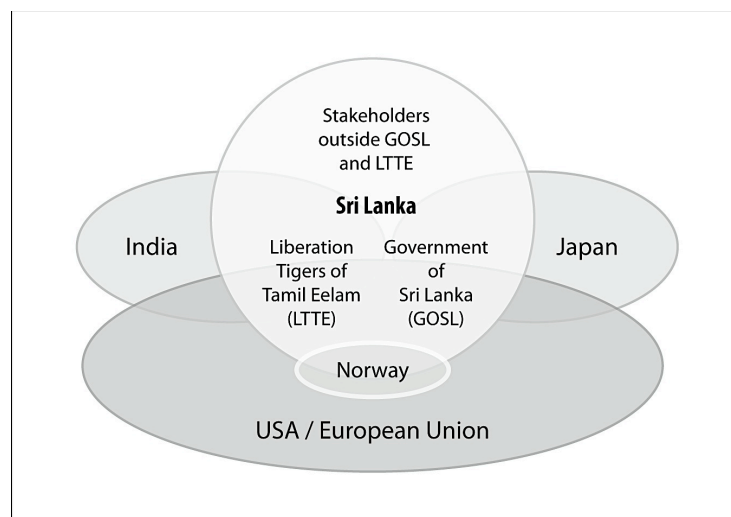 Stakeholders
outside GOSL
and LTTE
Sri Lanka
India
Liberation
Tigers of
Tamil Eelam
(LTTE)
Government
of
Sri Lanka
(GOSL)
Japan
Norway
USA / European Union